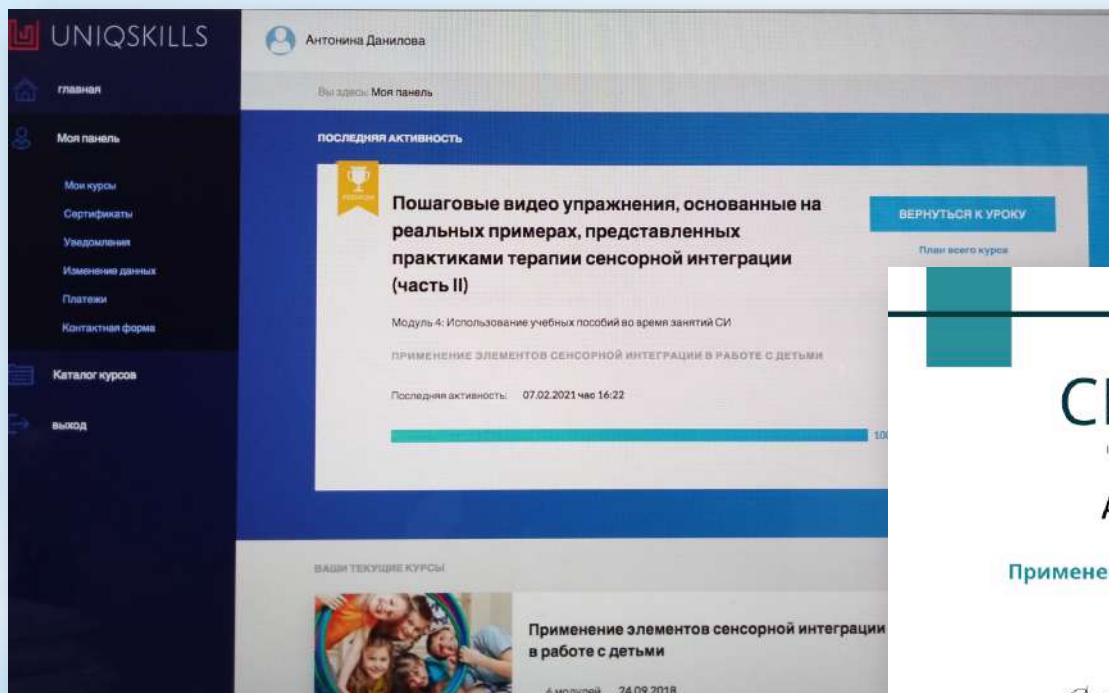 UNIQSKILLS
Антонина Данилова
главная
Вы здесь: Моя панель
Моя панель
ПОСЛЕДНЯЯ АКТИВНОСТЬ
Мои курсы
Сертификаты
Уведомления
Изменение данных
Платежи
Контактная форма
Каталог курсов
выход
PREMIUM
Пошаговые видео упражнения, основанные на
реальных примерах, представленных
практиками терапии сенсорной интеграции
(часть II)
ВЕРНУТЬСЯ К УРОКУ
План всего курса
Модуль 4: Использование учебных пособий во время занятий СИ
ПРИМЕНЕНИЕ ЭЛЕМЕНТОВ СЕНСОРНОЙ ИНТЕГРАЦИИ В РАБОТЕ С ДЕТЬМИ
Последняя активность: 07.02.2021 час 16:22
100
ВАШИ ТЕКУЩИЕ КУРСЫ
Применение элементов сенсорной интеграции
в работе с детьми
6 модулей 24.09.2018
Примене